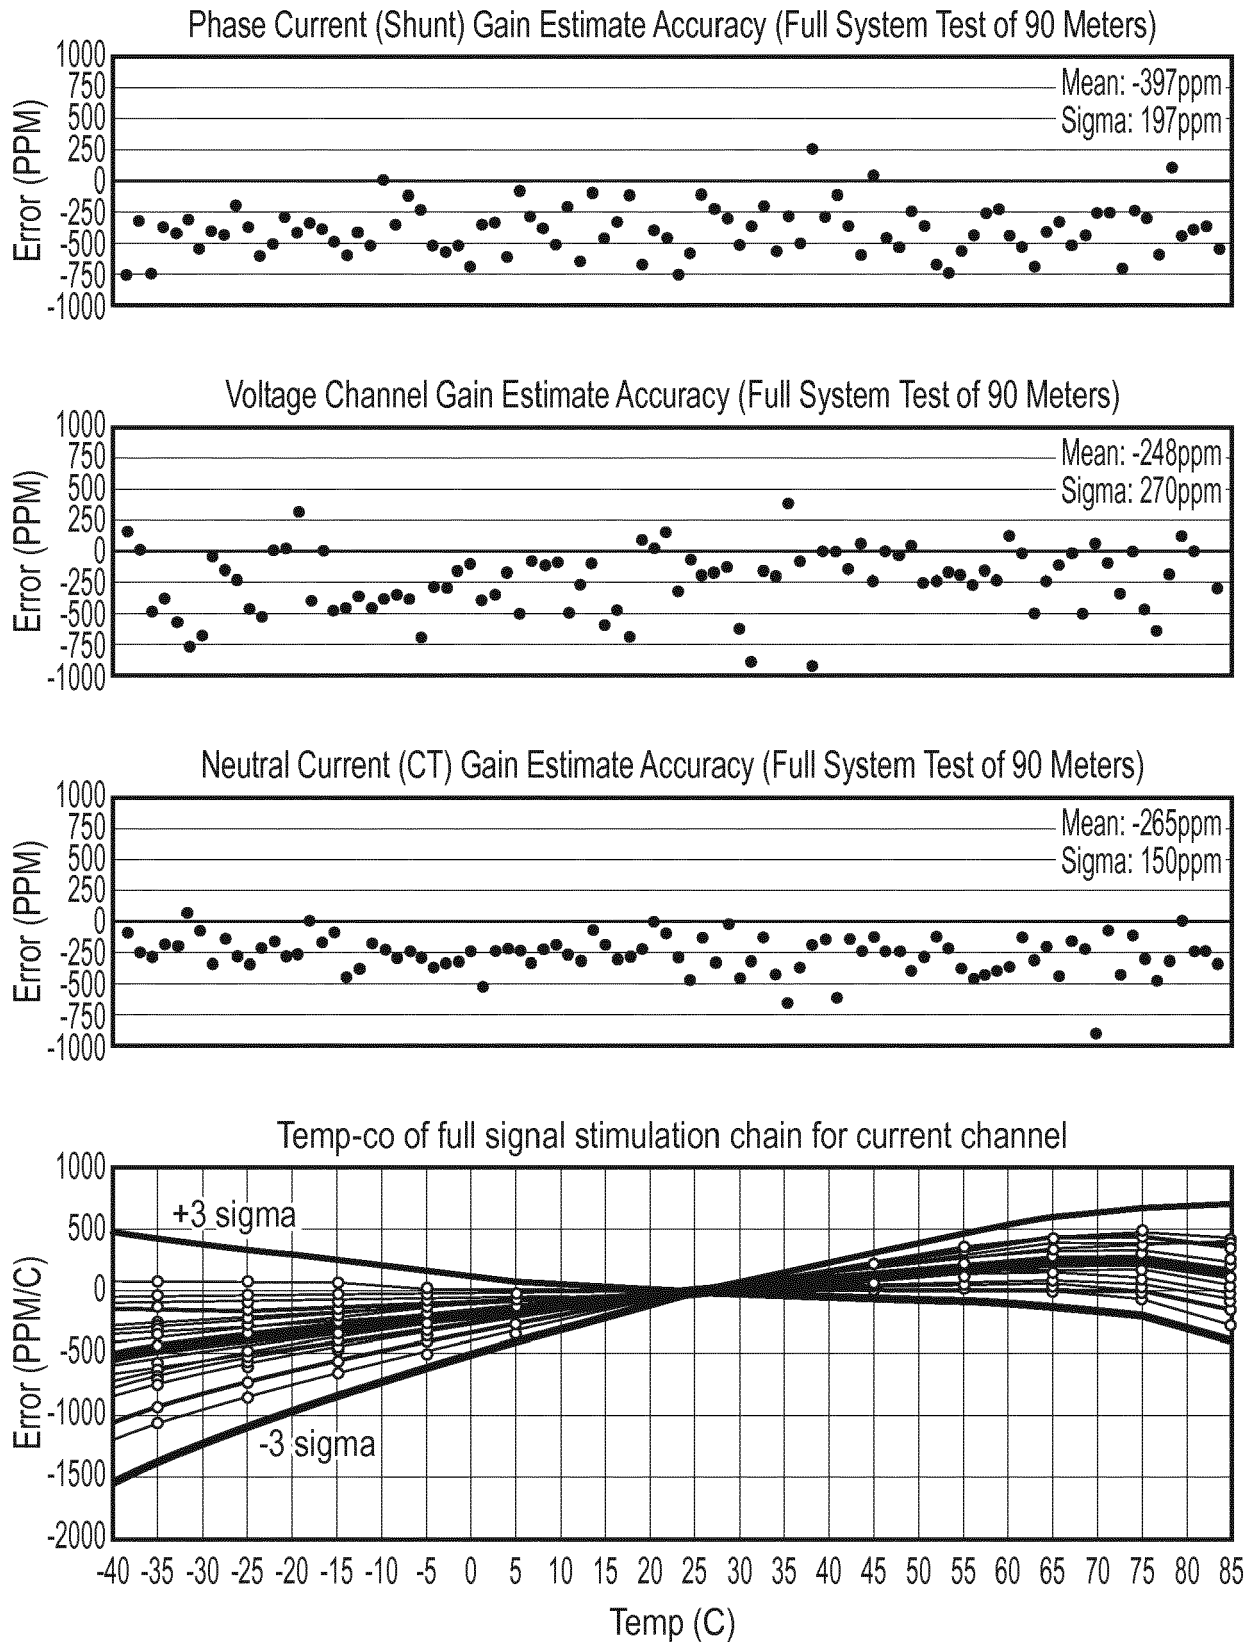 Phase Current (Shunt) Gain Estimate Accuracy (Full System Test of 90 Meters)
1000
750
500
250
0
-250
-500
-750
-1000
Error (PPM)
Mean: -397ppm
Sigma: 197ppm
Voltage Channel Gain Estimate Accuracy (Full System Test of 90 Meters)
1000
750
500
250
0
-250
-500
-750
-1000
Error (PPM)
Mean: -248ppm
Sigma: 270ppm
Neutral Current (CT) Gain Estimate Accuracy (Full System Test of 90 Meters)
1000
750
500
250
0
-250
-500
-750
-1000
Error (PPM)
Mean: -265ppm
Sigma: 150ppm
Temp-co of full signal stimulation chain for current channel
1000
500
0
-500
-1000
-1500
-2000
Error (PPM/C)
+3 sigma
-3 sigma
-40 -35 -30 -25 -20 -15 -10 -5 0 5 10 15 20 25 30 35 40 45 50 55 60 65 70 75 80 85
Temp (C)